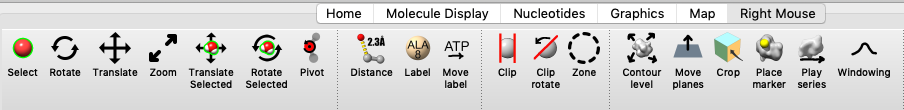 Home Molecule Display Nucleotides Graphics Map Right Mouse
2.3Å ALA 8 ATP
Select Rotate Translate Zoom Translate Selected Rotate Selected Pivot Distance Label Move label Clip Clip rotate Zone Contour level Move planes Crop Place marker Play series Windowing